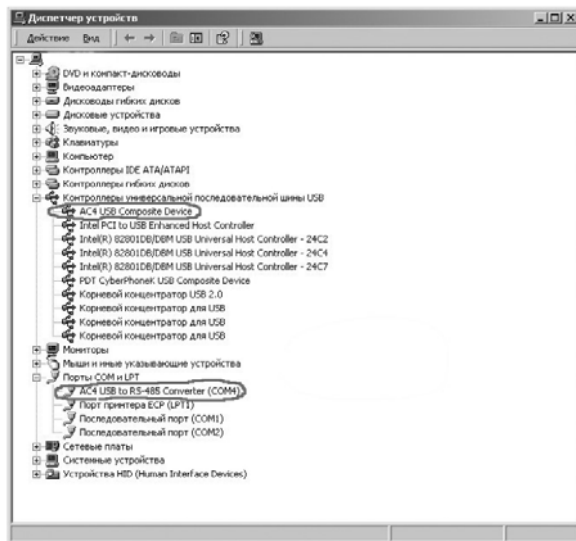 Диспетчер устройств
Действие Вид
DVD и компакт-дисководы
Видеоадаптеры
Дисководы гибких дисков
Дисковые устройства
Звуковые, видео и игровые устройства
Клавиатуры
Компьютер
Контроллеры IDE ATA/ATAPI
Контроллеры гибких дисков
Контроллеры универсальной последовательной шины USB
AC4 USB Composite Device
Intel PCI to USB Enhanced Host Controller
Intel(R) 82801DB/DBM USB Universal Host Controller - 24C2
Intel(R) 82801DB/DBM USB Universal Host Controller - 24C4
Intel(R) 82801DB/DBM USB Universal Host Controller - 24C7
PDT CyberPhoneK USB Composite Device
Корневой концентратор USB 2.0
Корневой концентратор для USB
Корневой концентратор для USB
Корневой концентратор для USB
Мониторы
Мыши и иные указывающие устройства
Порты COM и LPT
AC4 USB to RS-485 Converter (COM4)
Порт принтера ECP (LPT1)
Последовательный порт (COM1)
Последовательный порт (COM2)
Сетевые платы
Системные устройства
Устройства HID (Human Interface Devices)